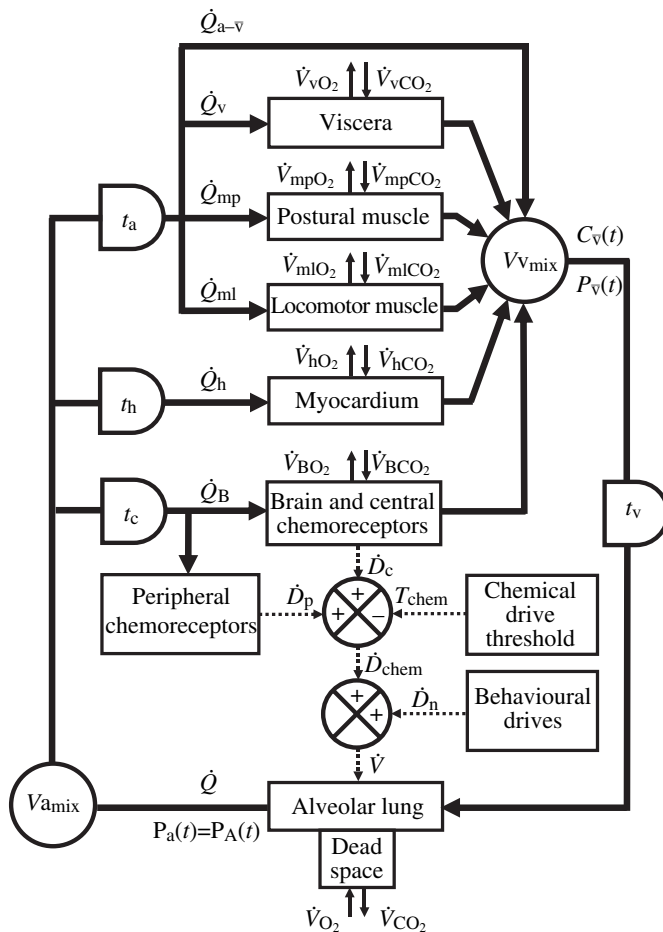 Q̇a–v̅
V̇vO₂ V̇vCO₂
Q̇v
Viscera
V̇mpO₂ V̇mpCO₂
Q̇mp
ta
Postural muscle
Vvmix
Cv̅(t)
Pv̅(t)
V̇mlO₂ V̇mlCO₂
Q̇ml
Locomotor muscle
V̇hO₂ V̇hCO₂
th
Q̇h
Myocardium
V̇BO₂ V̇BCO₂
tc
Q̇B
Brain and central
chemoreceptors
tv
Ḋc
Peripheral
chemoreceptors
Ḋp
+
+
−
Tchem
Chemical
drive
threshold
Ḋchem
+
+
Ḋn
Behavioural
drives
V̇
Vamix
Q̇
Pa(t)=PA(t)
Alveolar lung
Dead
space
V̇O₂ V̇CO₂